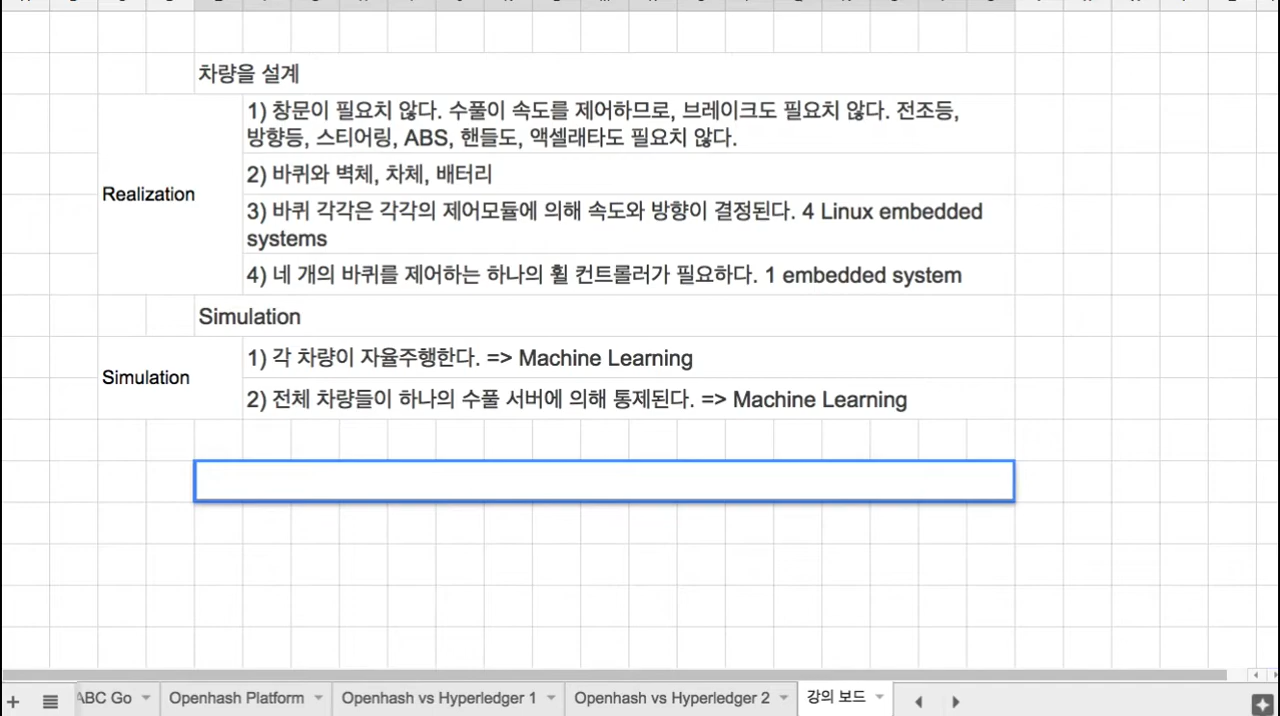 차량을 설계
1) 창문이 필요치 않다. 수풀이 속도를 제어하므로, 브레이크도 필요치 않다. 전조등,
방향등, 스티어링, ABS, 핸들도, 액셀래타도 필요치 않다.
2) 바퀴와 벽체, 차체, 배터리
Realization
3) 바퀴 각각은 각각의 제어모듈에 의해 속도와 방향이 결정된다. 4 Linux embedded
systems
4) 네 개의 바퀴를 제어하는 하나의 휠 컨트롤러가 필요하다. 1 embedded system
Simulation
1) 각 차량이 자율주행한다. => Machine Learning
Simulation
2) 전체 차량들이 하나의 수풀 서버에 의해 통제된다. => Machine Learning
ABC Go
Openhash Platform
Openhash vs Hyperledger 1
Openhash vs Hyperledger 2
강의 보드